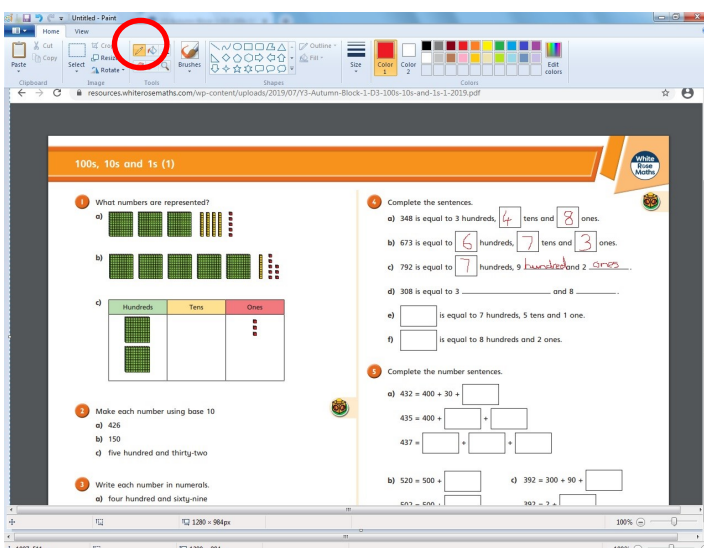 Untitled - Paint
Home View
Cut
Copy
Paste
Select
Resize
Rotate
Brushes
Outline
Fill
Size
Color 1
Color 2
Edit colors
Clipboard Image Tools Shapes Colors
resources.whiterosemaths.com/wp-content/uploads/2019/07/Y3-Autumn-Block-1-D3-100s-10s-and-1s-1-2019.pdf
100s, 10s and 1s (1)
White Rose Maths
1 What numbers are represented?
a)
b)
c)
Hundreds Tens Ones
2 Make each number using base 10
a) 426
b) 150
c) five hundred and thirty-two
3 Write each number in numerals.
a) four hundred and sixty-nine
4 Complete the sentences.
a) 348 is equal to 3 hundreds, 4 tens and 8 ones.
b) 673 is equal to 6 hundreds, 7 tens and 3 ones.
c) 792 is equal to 7 hundreds, 9 hundred and 2 ones.
d) 308 is equal to 3 ____ and 8 ____.
e) is equal to 7 hundreds, 5 tens and 1 one.
f) is equal to 8 hundreds and 2 ones.
5 Complete the number sentences.
a) 432 = 400 + 30 +
435 = 400 + +
437 = + +
b) 520 = 500 +
c) 392 = 300 + 90 +
502 = 500 +
392 = 2 +
1280 × 984px
100%